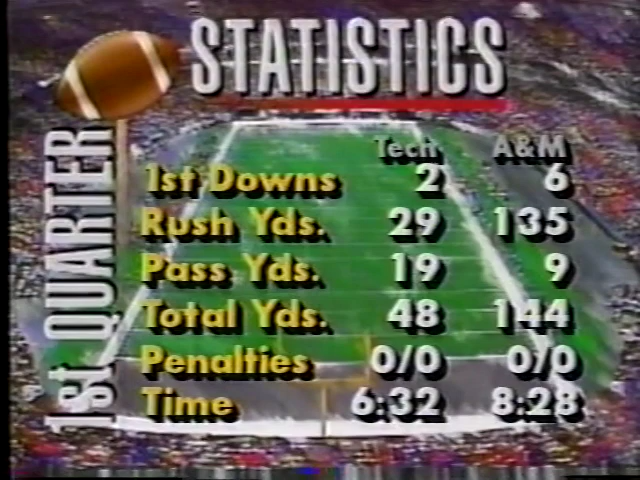 STATISTICS
1st QUARTER
Tech A&M
1st Downs 2 6
Rush Yds. 29 135
Pass Yds. 19 9
Total Yds. 48 144
Penalties 0/0 0/0
Time 6:32 8:28